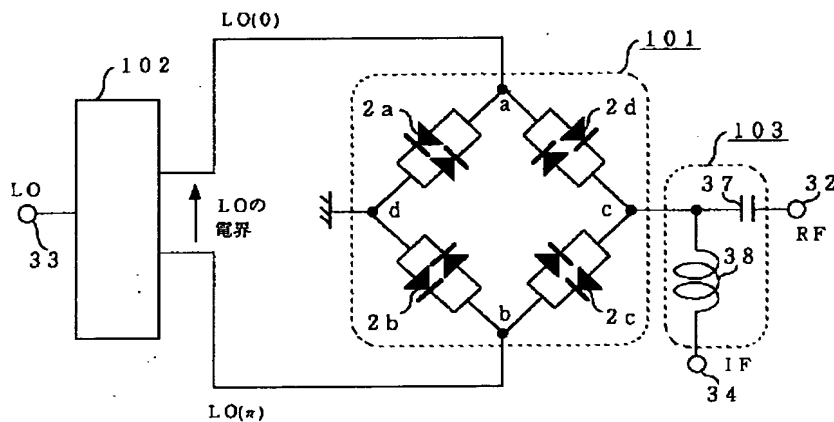 LO(0)
101
102
2a
a
2d
103
37
32
LO
LOの
電界
d
c
RF
33
38
2b
b
2c
IF
34
LO(π)